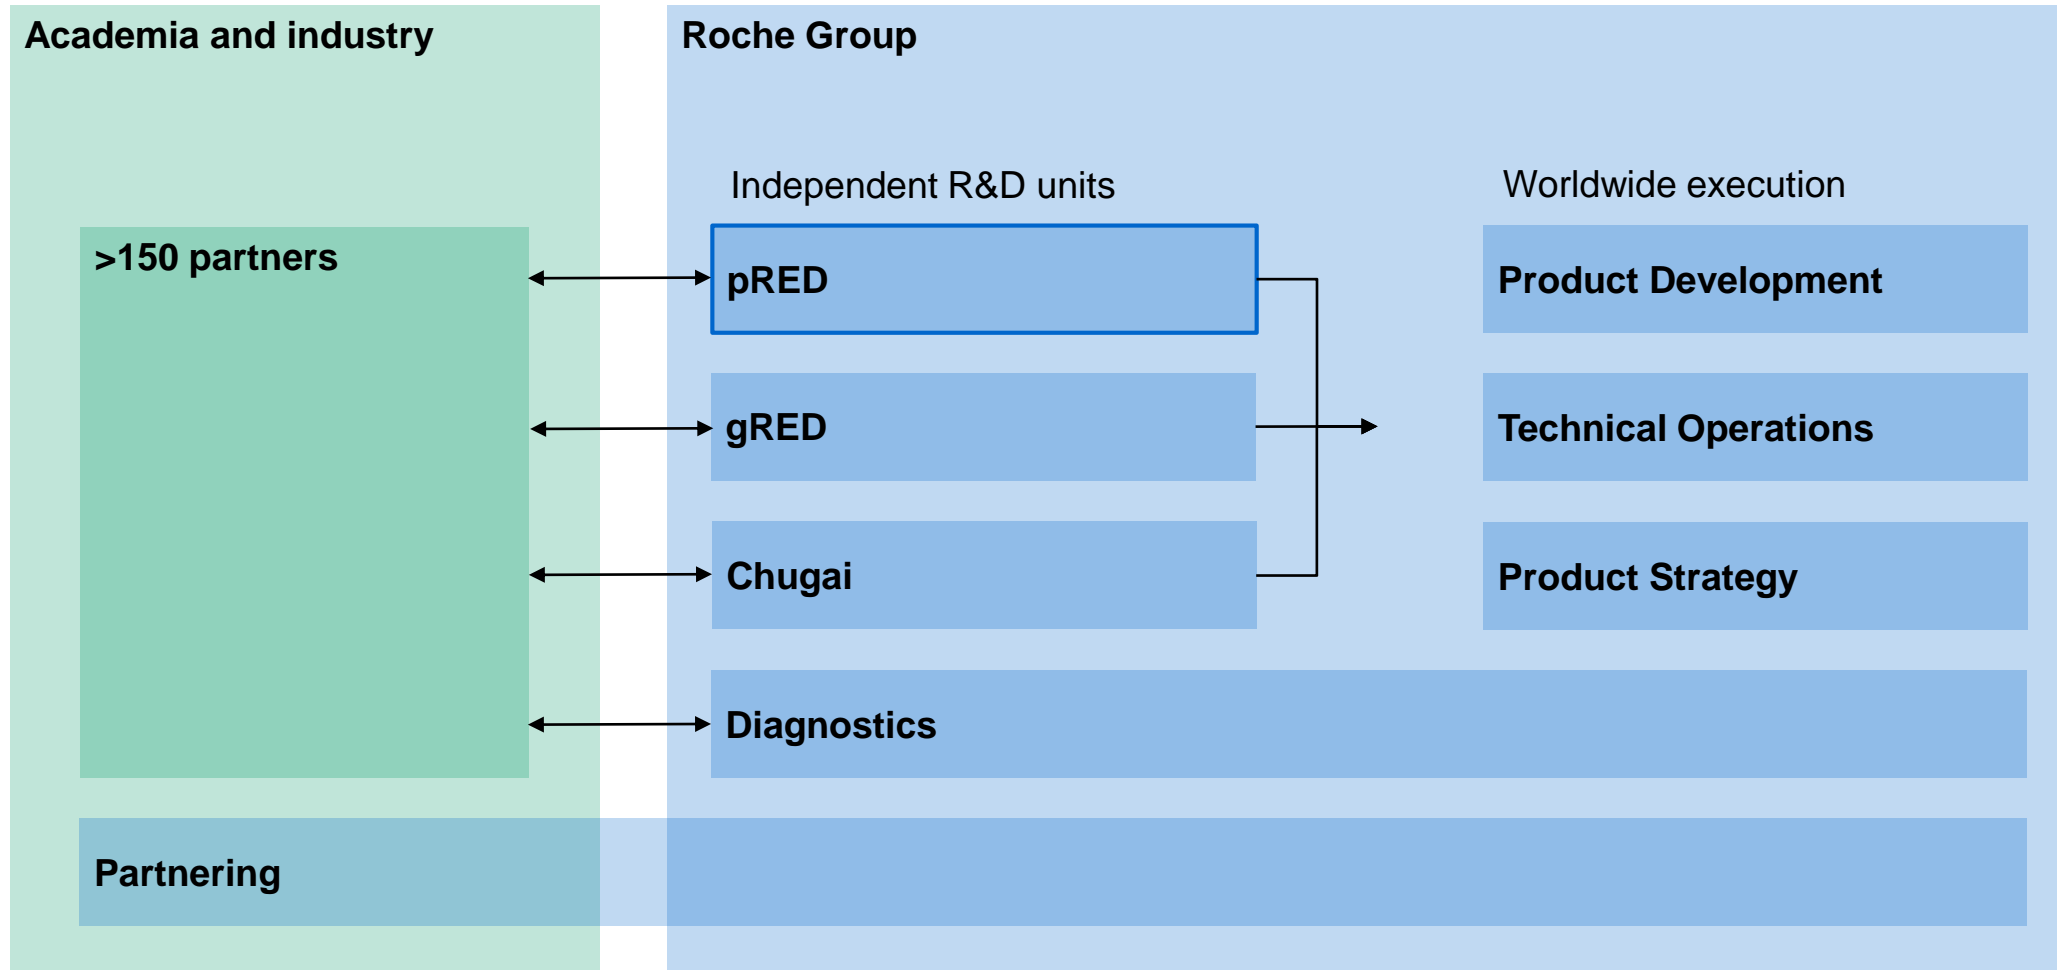 Academia and industry
Roche Group
Independent R&D units
Worldwide execution
>150 partners
pRED
Product Development
gRED
Technical Operations
Chugai
Product Strategy
Diagnostics
Partnering